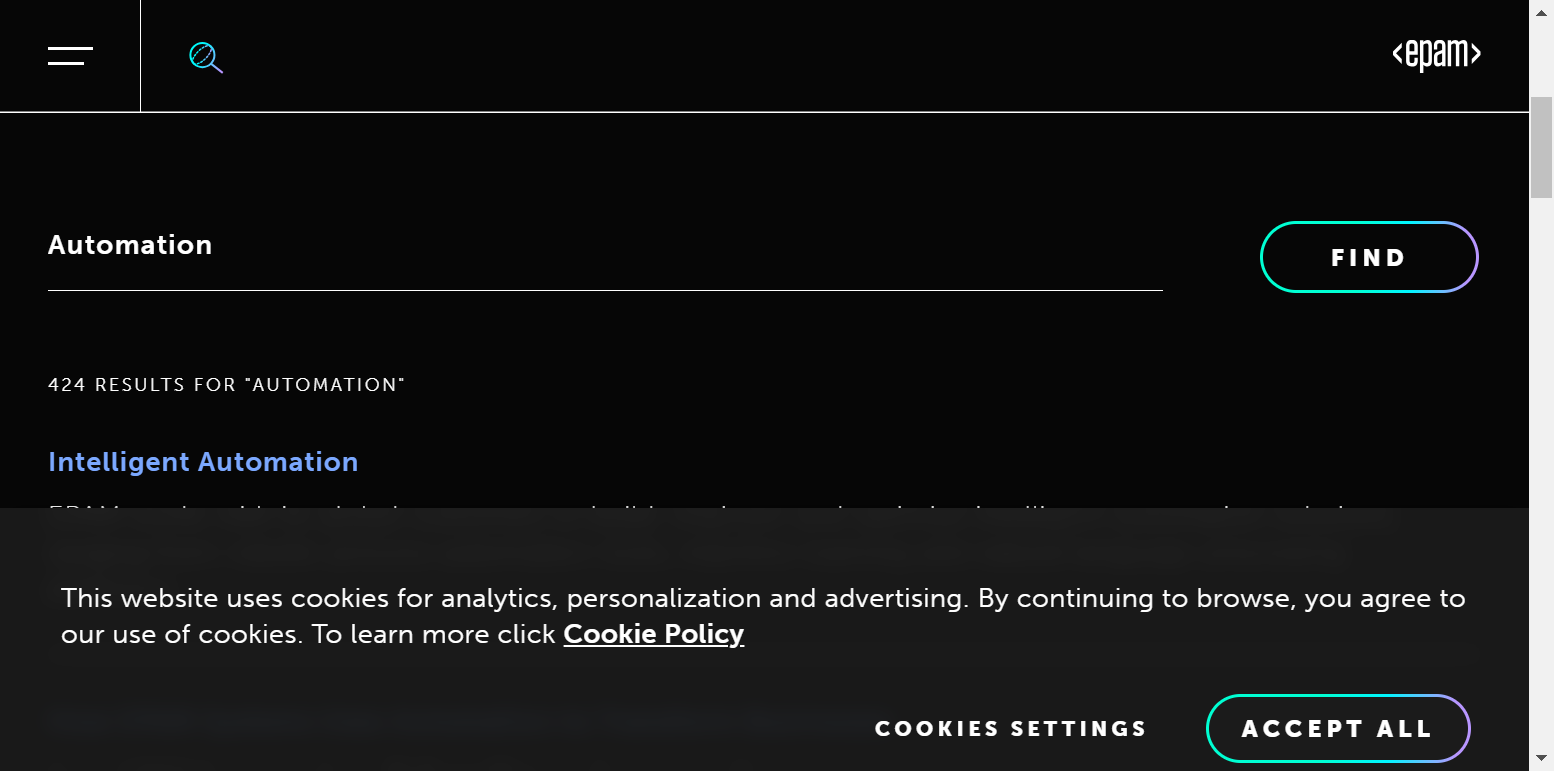 <epam>
Automation
FIND
424 RESULTS FOR "AUTOMATION"
Intelligent Automation
This website uses cookies for analytics, personalization and advertising. By continuing to browse, you agree to
our use of cookies. To learn more click Cookie Policy
COOKIES SETTINGS
ACCEPT ALL